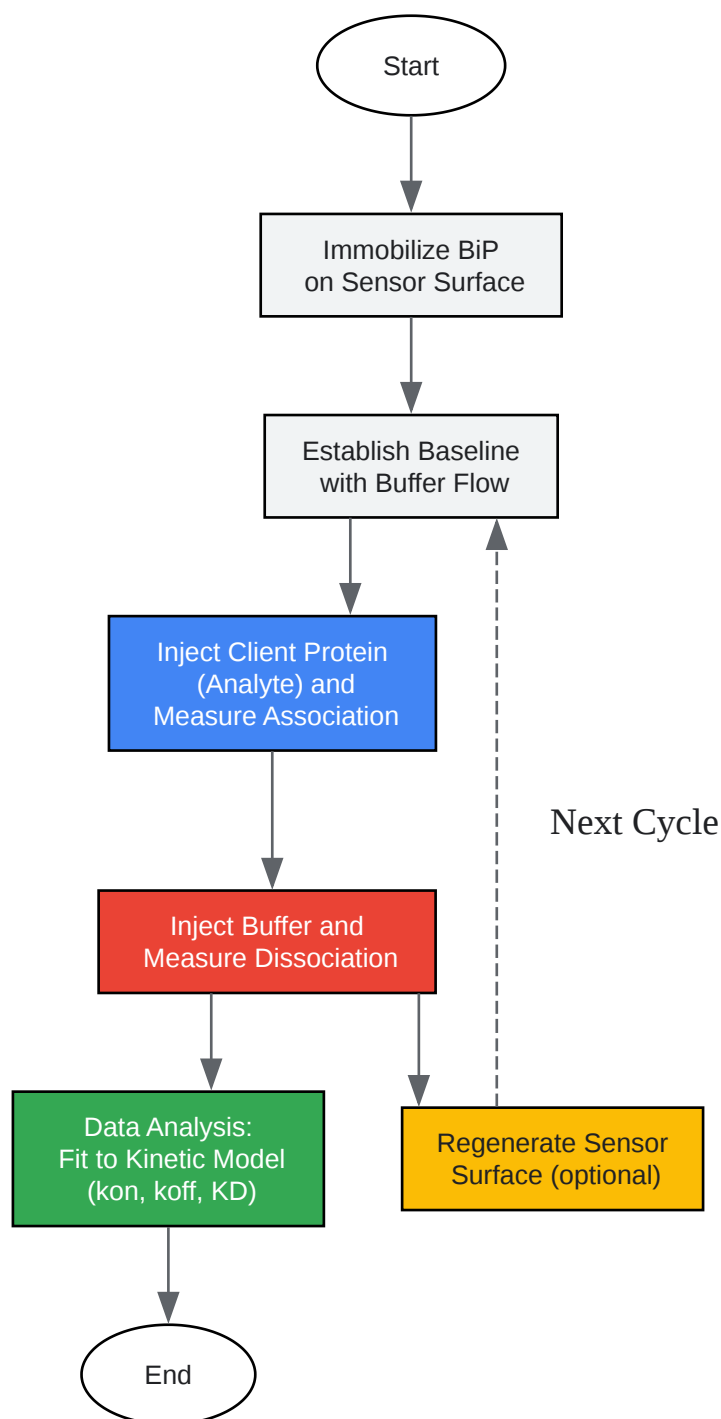 Start
Immobilize BiP
on Sensor Surface
Establish Baseline
with Buffer Flow
Inject Client Protein
(Analyte) and
Measure Association
Next Cycle
Inject Buffer and
Measure Dissociation
Data Analysis:
Fit to Kinetic Model
(kon, koff, KD)
Regenerate Sensor
Surface (optional)
End